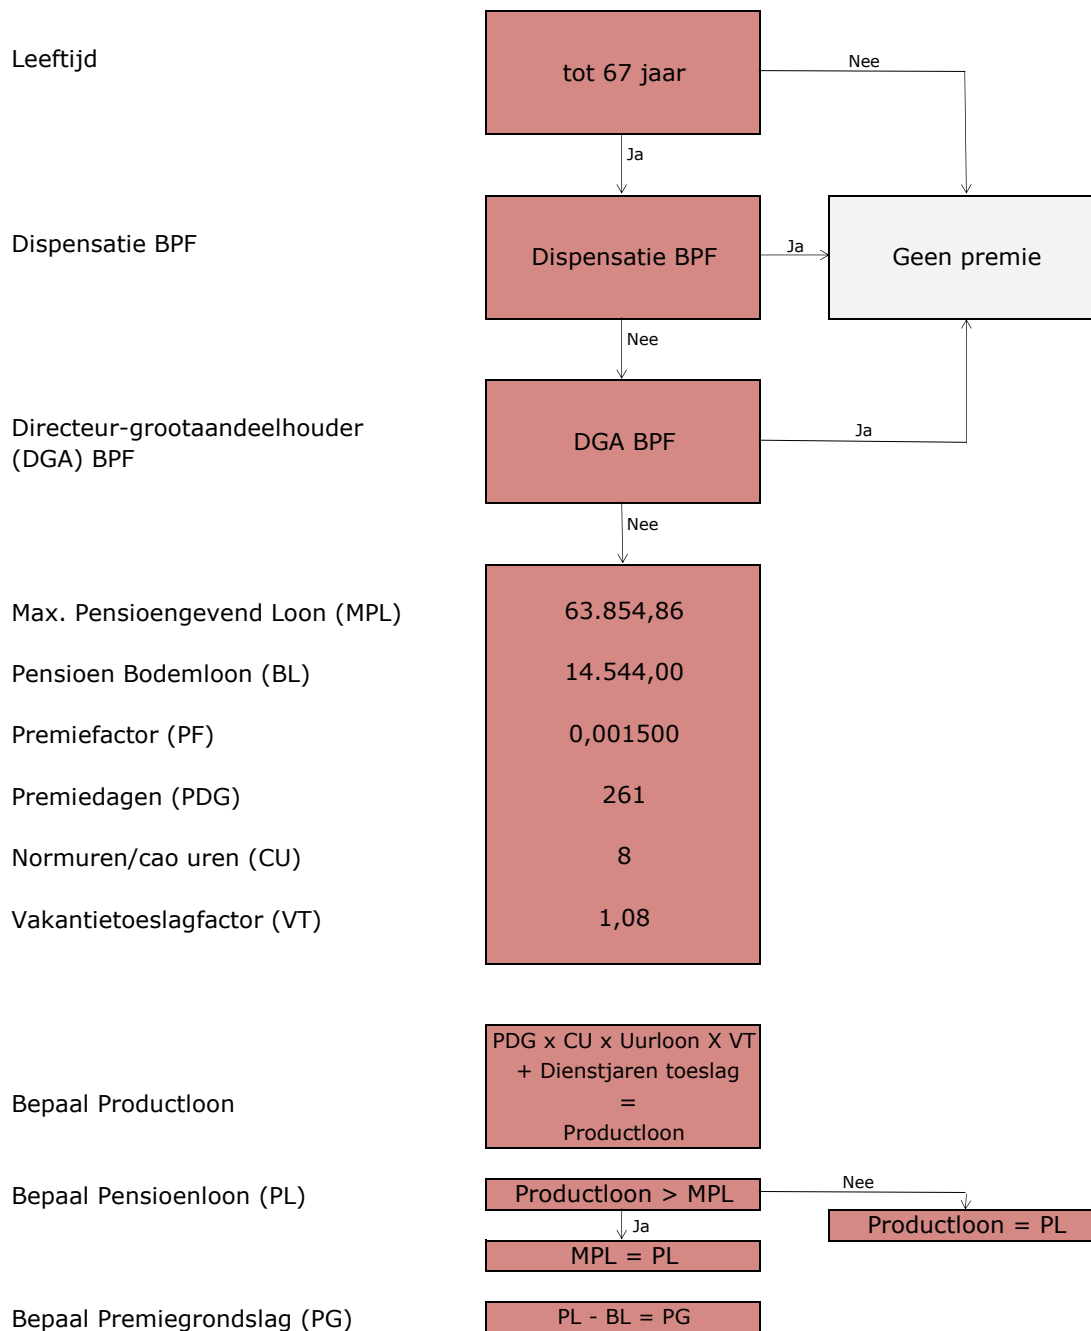 Leeftijd
tot 67 jaar
Nee
Ja
Dispensatie BPF
Dispensatie BPF
Ja
Geen premie
Nee
Directeur-grootaandeelhouder
(DGA) BPF
DGA BPF
Ja
Nee
Max. Pensioengevend Loon (MPL)
63.854,86
Pensioen Bodemloon (BL)
14.544,00
Premiefactor (PF)
0,001500
Premiedagen (PDG)
261
Normuren/cao uren (CU)
8
Vakantietoeslagfactor (VT)
1,08
Bepaal Productloon
PDG x CU x Uurloon X VT
+ Dienstjaren toeslag
=
Productloon
Bepaal Pensioenloon (PL)
Productloon > MPL
Nee
Productloon = PL
Ja
MPL = PL
Bepaal Premiegrondslag (PG)
PL - BL = PG